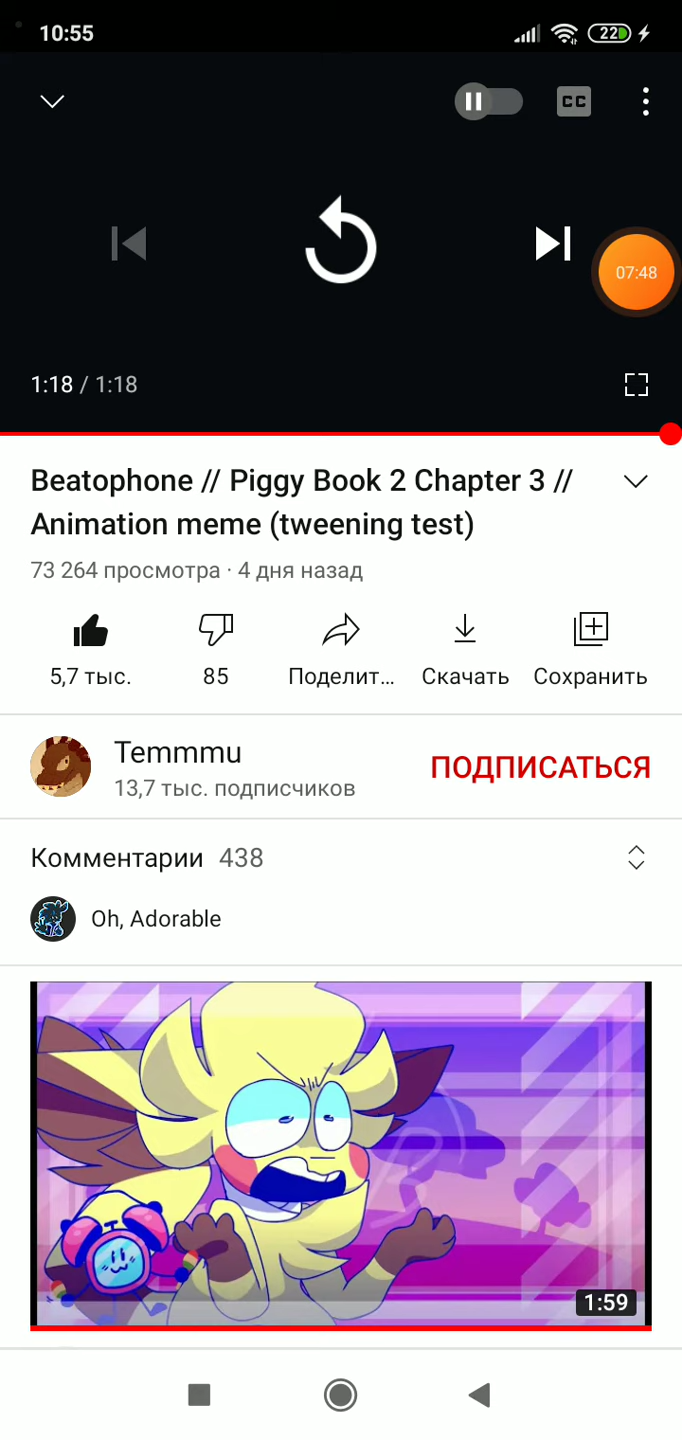 10:55
22
CC
07:48
1:18 / 1:18
Beatophone // Piggy Book 2 Chapter 3 //
Animation meme (tweening test)
73 264 просмотра · 4 дня назад
5,7 тыс.
85
Поделит...
Скачать
Сохранить
Temmmu
13,7 тыс. подписчиков
ПОДПИСАТЬСЯ
Комментарии 438
Oh, Adorable
1:59